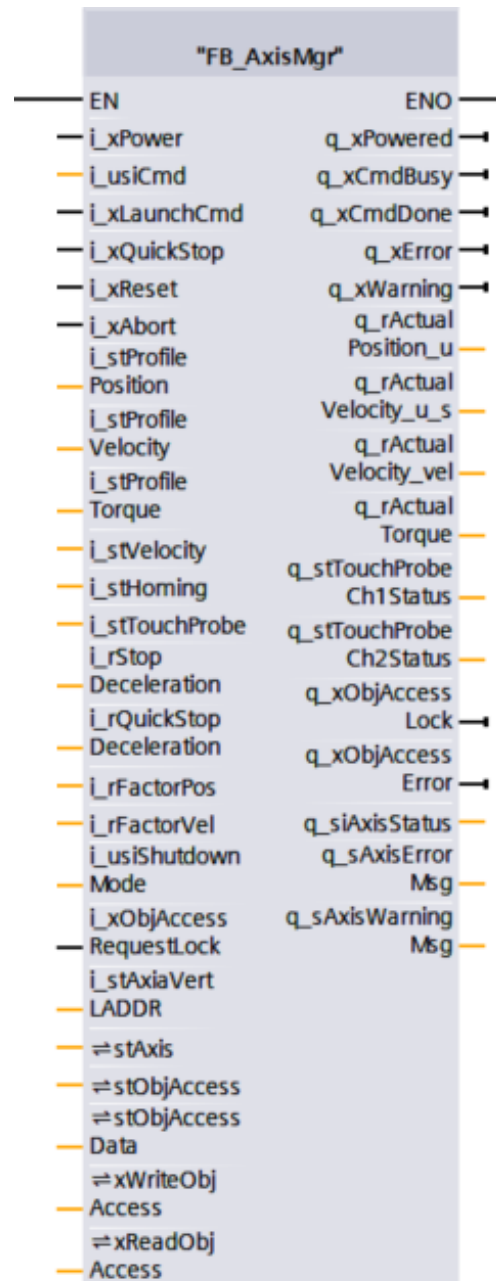 "FB_AxisMgr"
EN
ENO
i_xPower
q_xPowered
i_usiCmd
q_xCmdBusy
i_xLaunchCmd
q_xCmdDone
i_xQuickStop
q_xError
i_xReset
q_xWarning
i_xAbort
q_rActual
Position_u
i_stProfile
Position
q_rActual
Velocity_u_s
i_stProfile
Velocity
q_rActual
Velocity_vel
i_stProfile
Torque
q_rActual
Torque
i_stVelocity
q_stTouchProbe
Ch1Status
i_stHoming
i_stTouchProbe
q_stTouchProbe
Ch2Status
i_rStop
Deceleration
q_xObjAccess
Lock
i_rQuickStop
Deceleration
q_xObjAccess
Error
i_rFactorPos
i_rFactorVel
q_siAxisStatus
i_usiShutdown
Mode
q_sAxisError
Msg
i_xObjAccess
RequestLock
q_sAxisWarning
Msg
i_stAxiaVert
LADDR
⇌stAxis
⇌stObjAccess
⇌stObjAccess
Data
⇌xWriteObj
Access
⇌xReadObj
Access